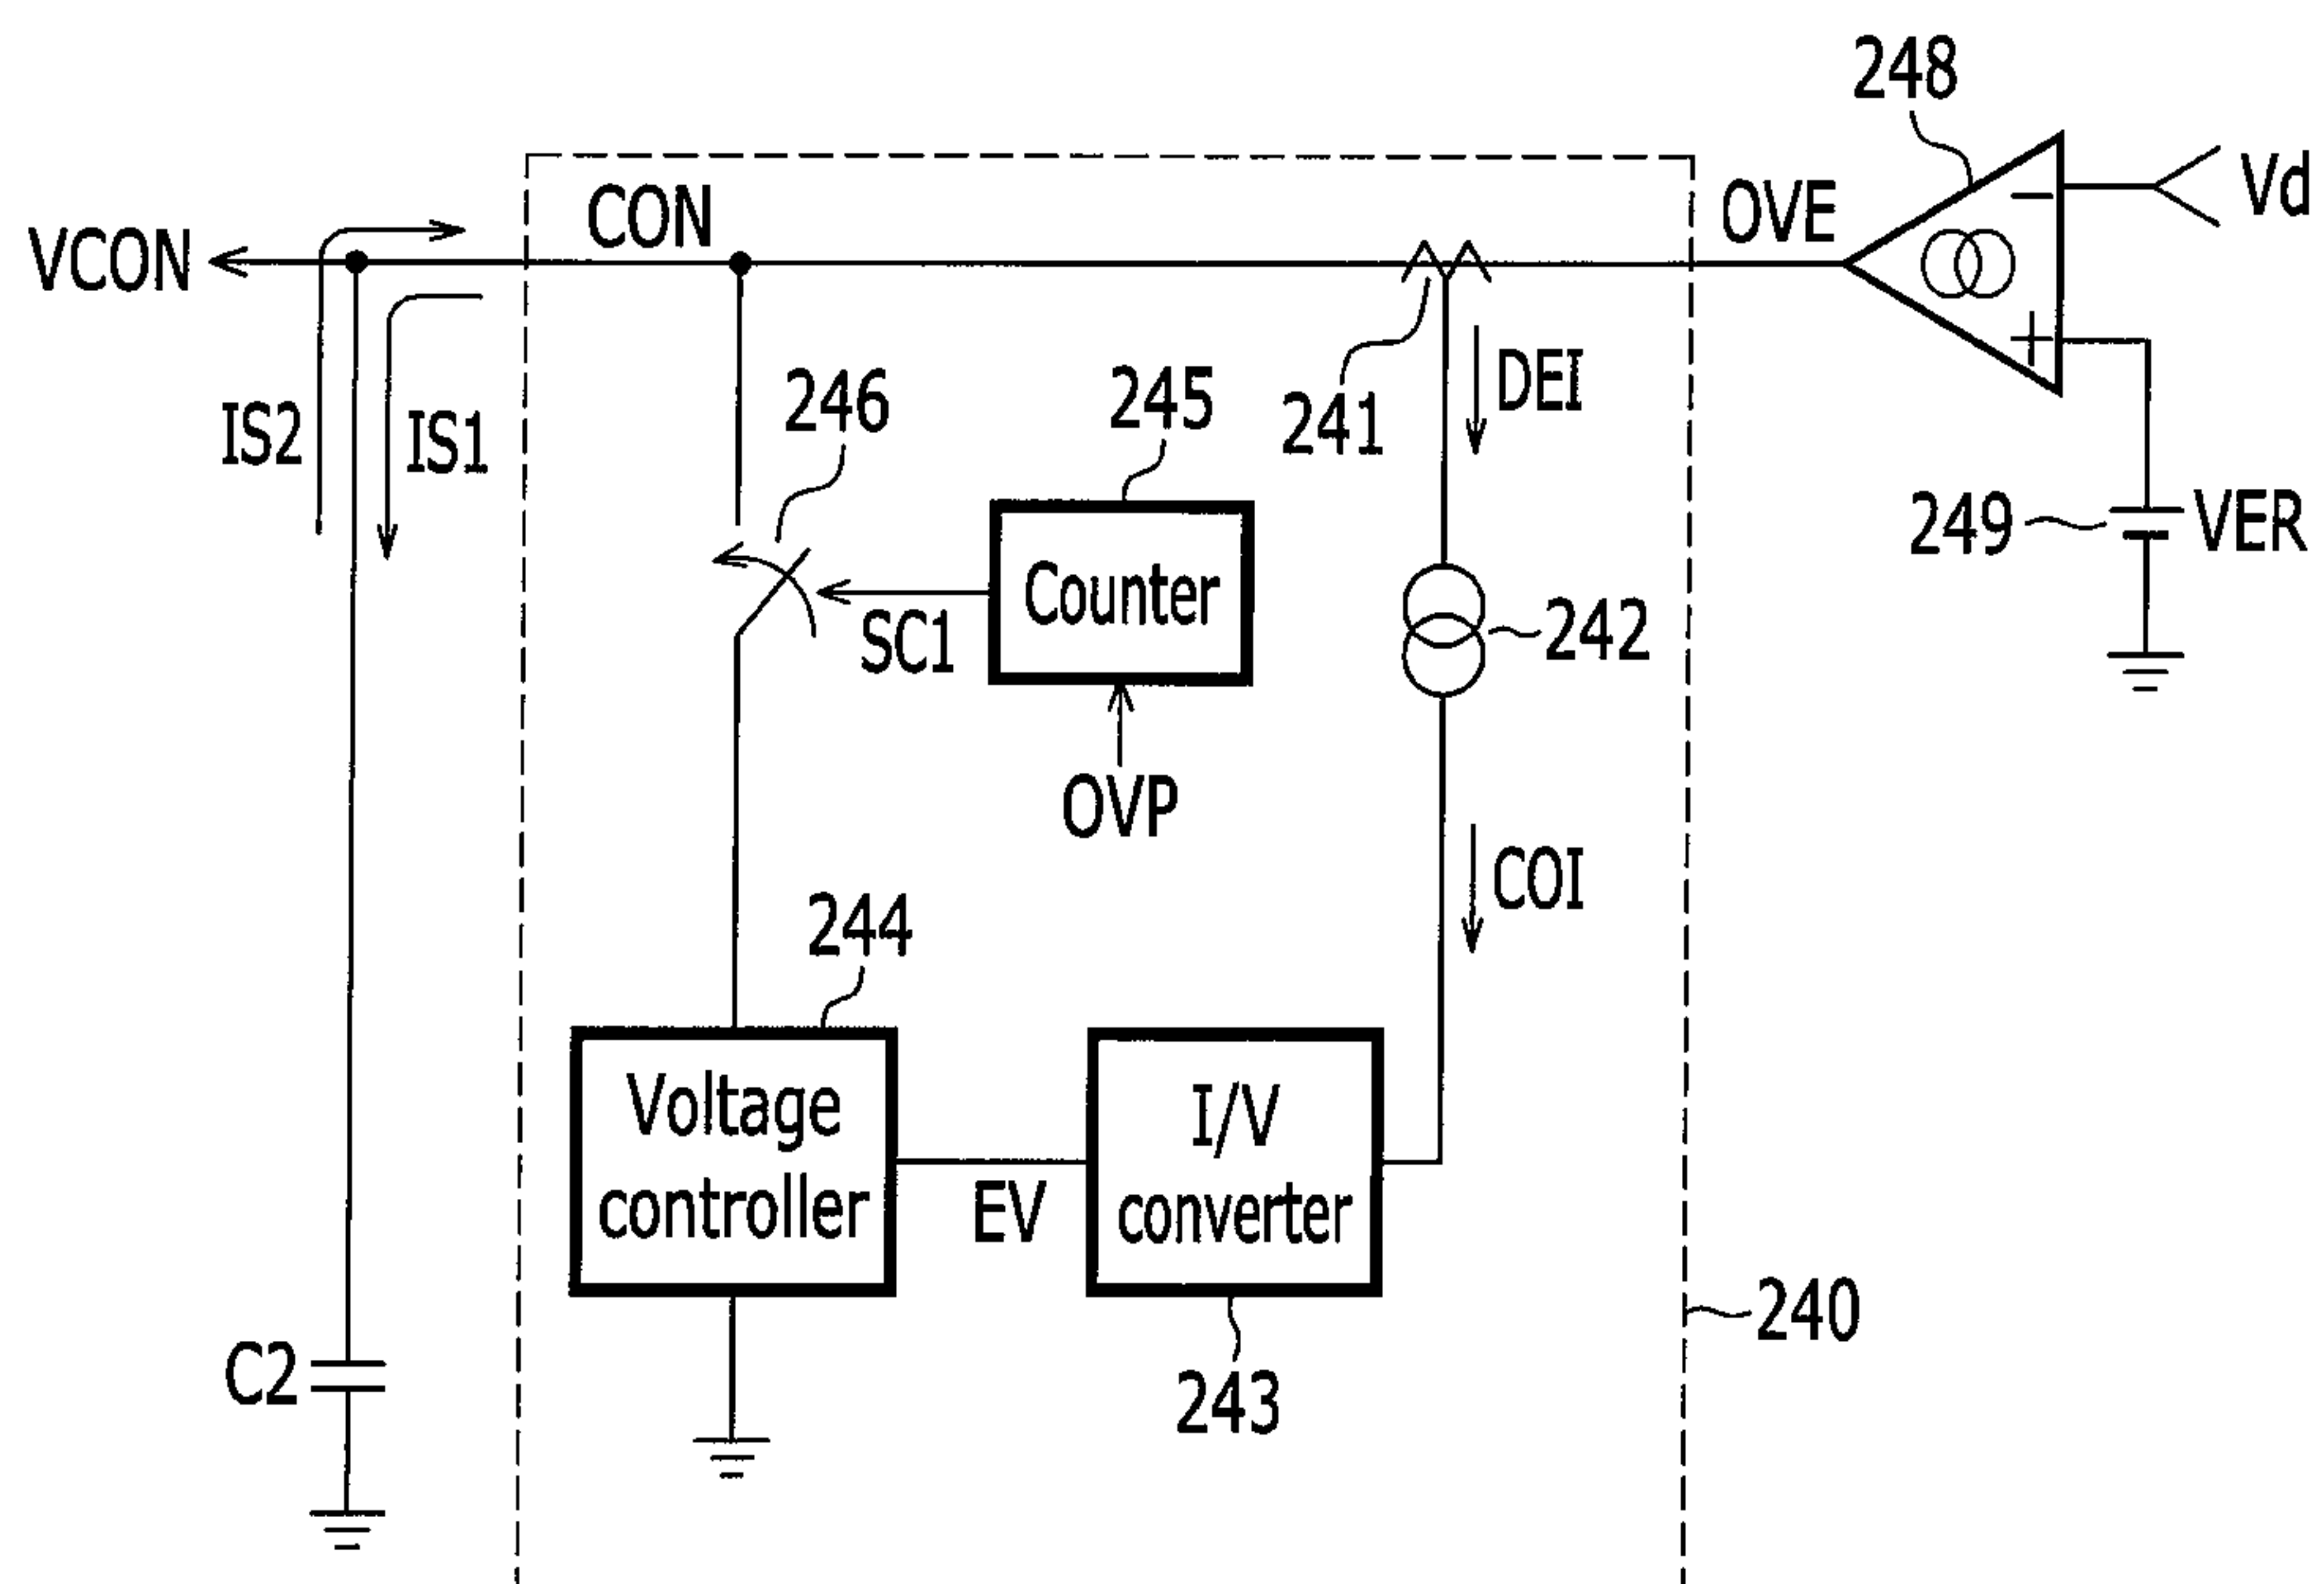 248
Vd
OVE
CON
VCON
−
+
DEI
246
245
241
IS2
IS1
249
VER
Counter
SC1
242
OVP
COI
244
Voltage
controller
I/V
converter
EV
240
C2
243